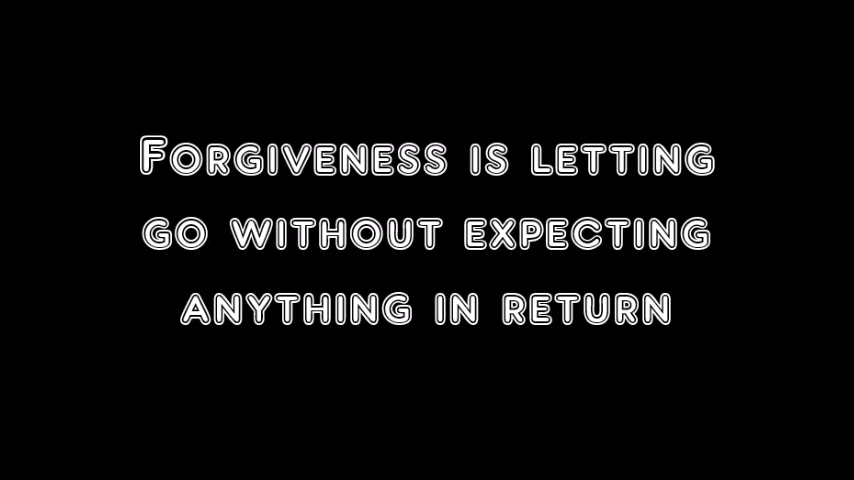 Forgiveness is letting
go without expecting
anything in return